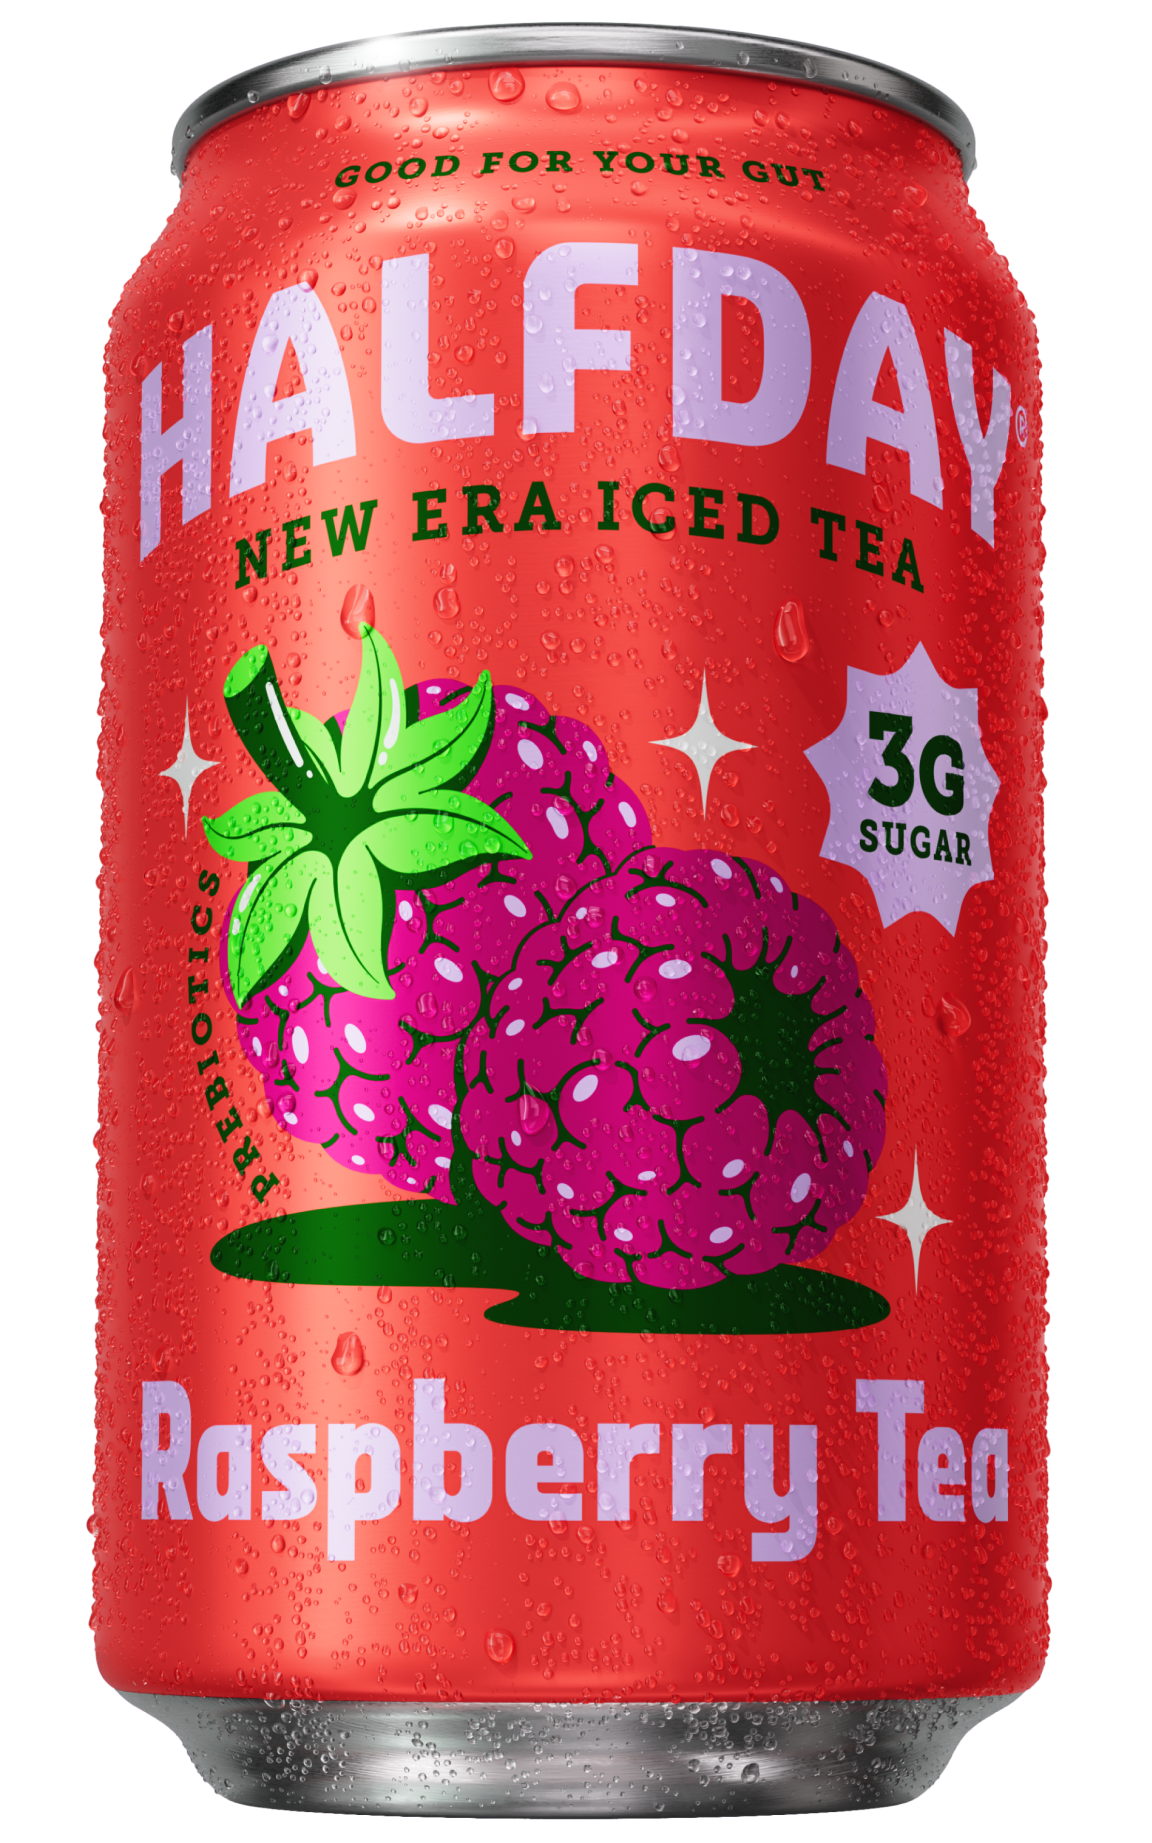 GOOD FOR YOUR GUT
HALFDAY®
NEW ERA ICED TEA
3G
SUGAR
PREBIOTICS
Raspberry Tea